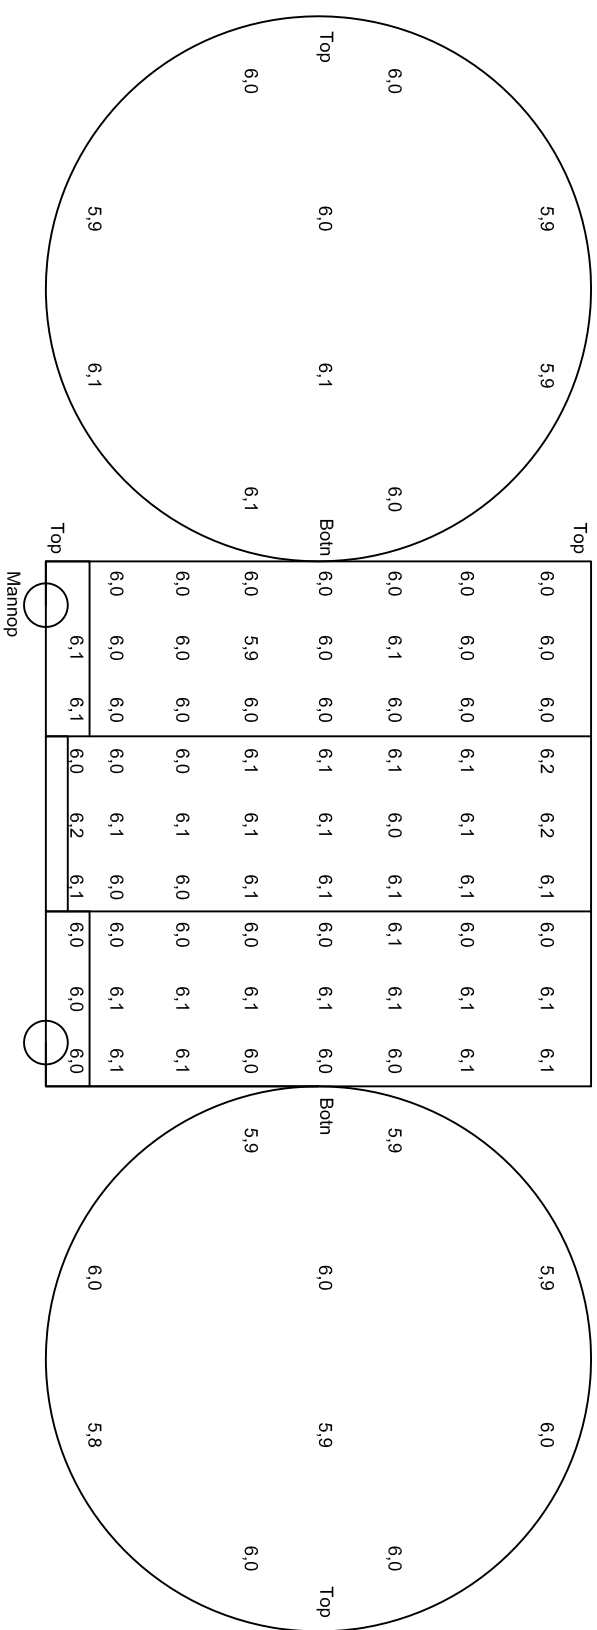 Top
5,9 5,9 6,0 6,0 6,0 6,2 6,2 6,1 6,0 6,1 6,1 5,9 6,0
6,0 6,0 6,0 6,1 6,1 6,1 6,0 6,1 6,1
6,0 6,0 6,0 6,1 6,0 6,1 6,0 6,1 6,1 6,1 6,0 5,9 6,0
Top 6,0 6,1 Botn 6,0 6,0 6,0 6,1 6,1 6,1 6,0 6,1 6,0 Botn 6,0 5,9 Top
6,0 6,1 6,0 5,9 6,0 6,1 6,1 6,1 6,0 6,1 6,0 5,9 6,0
6,0 6,0 6,0 6,0 6,1 6,0 6,0 6,1 6,1
6,0 6,0 6,0 6,0 6,1 6,0 6,0 6,1 6,1
5,9 6,1 6,0 5,8
6,1 6,1 6,0 6,2 6,1 6,0 6,0 6,0
Top
Mannop